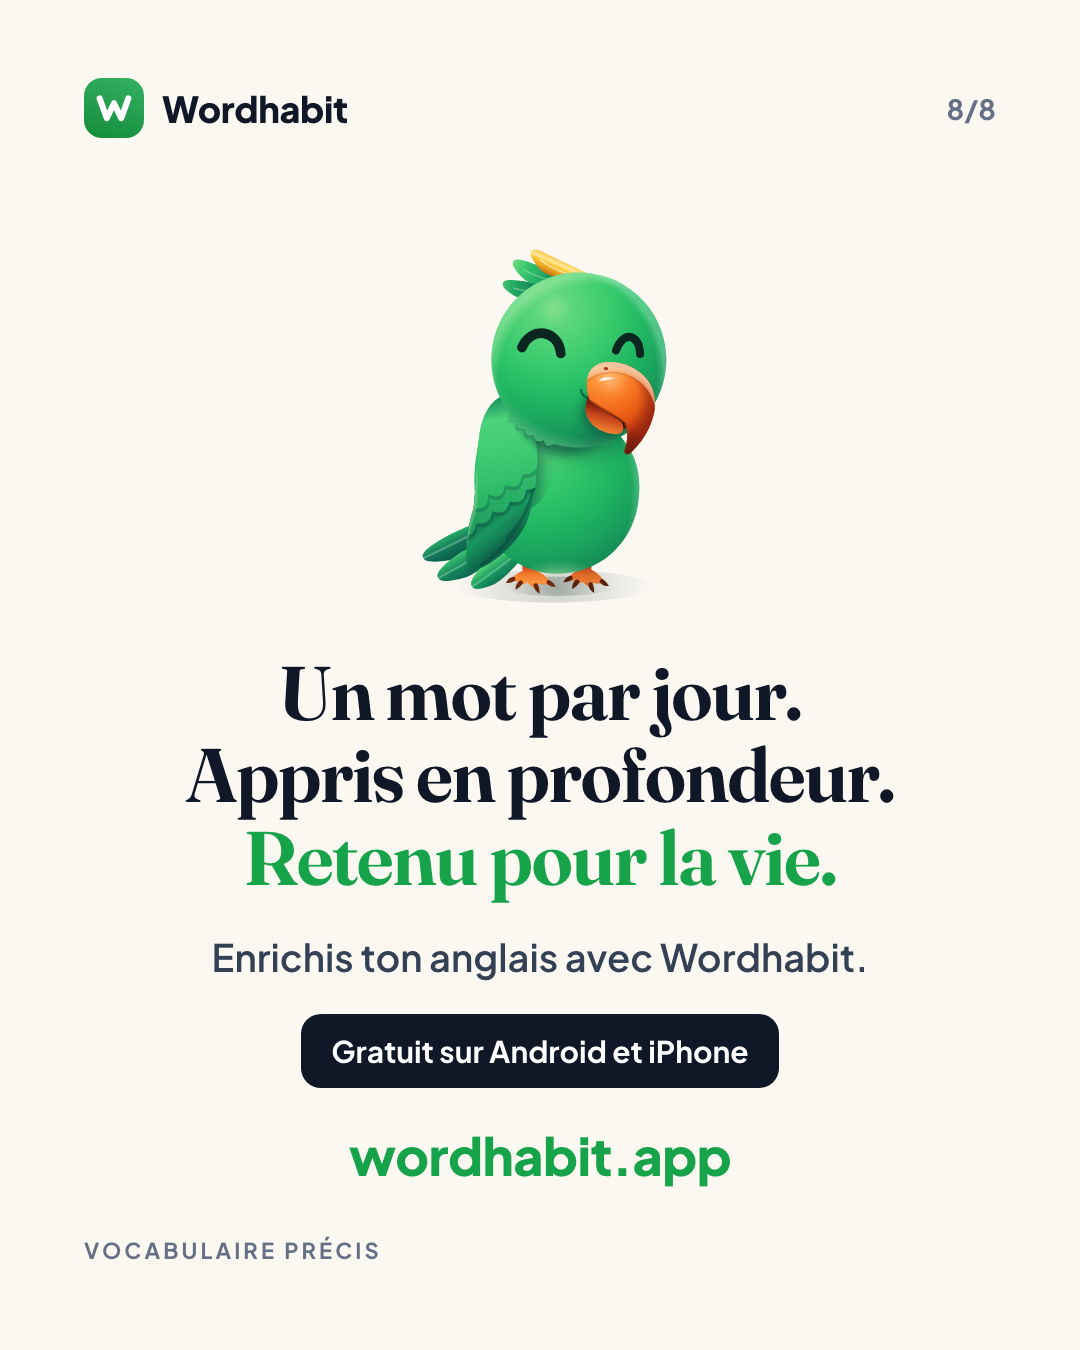 Wordhabit
8/8
Un mot par jour.
Appris en profondeur.
Retenu pour la vie.
Enrichis ton anglais avec Wordhabit.
Gratuit sur Android et iPhone
wordhabit.app
VOCABULAIRE PRÉCIS